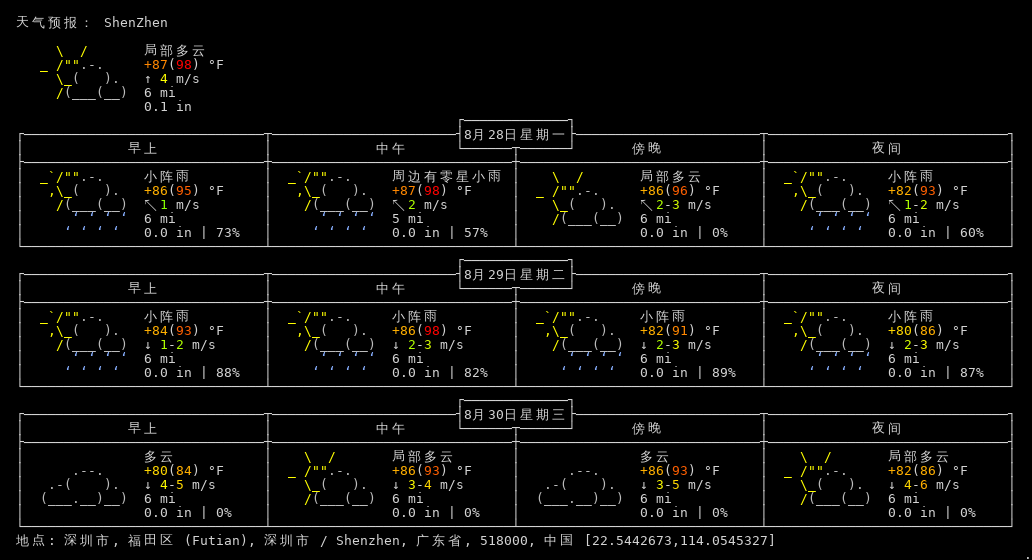 天气预报： ShenZhen
局部多云
+87(98) °F
↑ 4 m/s
6 mi
0.1 in
8月28日星期一
早上 中午 傍晚 夜间
小阵雨 周边有零星小雨 局部多云 小阵雨
+86(95) °F +87(98) °F +86(96) °F +82(93) °F
↖ 1 m/s ↖ 2 m/s ↖ 2-3 m/s ↖ 1-2 m/s
6 mi 5 mi 6 mi 6 mi
0.0 in | 73% 0.0 in | 57% 0.0 in | 0% 0.0 in | 60%
8月29日星期二
早上 中午 傍晚 夜间
小阵雨 小阵雨 小阵雨 小阵雨
+84(93) °F +86(98) °F +82(91) °F +80(86) °F
↓ 1-2 m/s ↓ 2-3 m/s ↓ 2-3 m/s ↓ 2-3 m/s
6 mi 6 mi 6 mi 6 mi
0.0 in | 88% 0.0 in | 82% 0.0 in | 89% 0.0 in | 87%
8月30日星期三
早上 中午 傍晚 夜间
多云 局部多云 多云 局部多云
+80(84) °F +86(93) °F +86(93) °F +82(86) °F
↓ 4-5 m/s ↓ 3-4 m/s ↓ 3-5 m/s ↓ 4-6 m/s
6 mi 6 mi 6 mi 6 mi
0.0 in | 0% 0.0 in | 0% 0.0 in | 0% 0.0 in | 0%
地点: 深圳市, 福田区 (Futian), 深圳市 / Shenzhen, 广东省, 518000, 中国 [22.5442673,114.0545327]